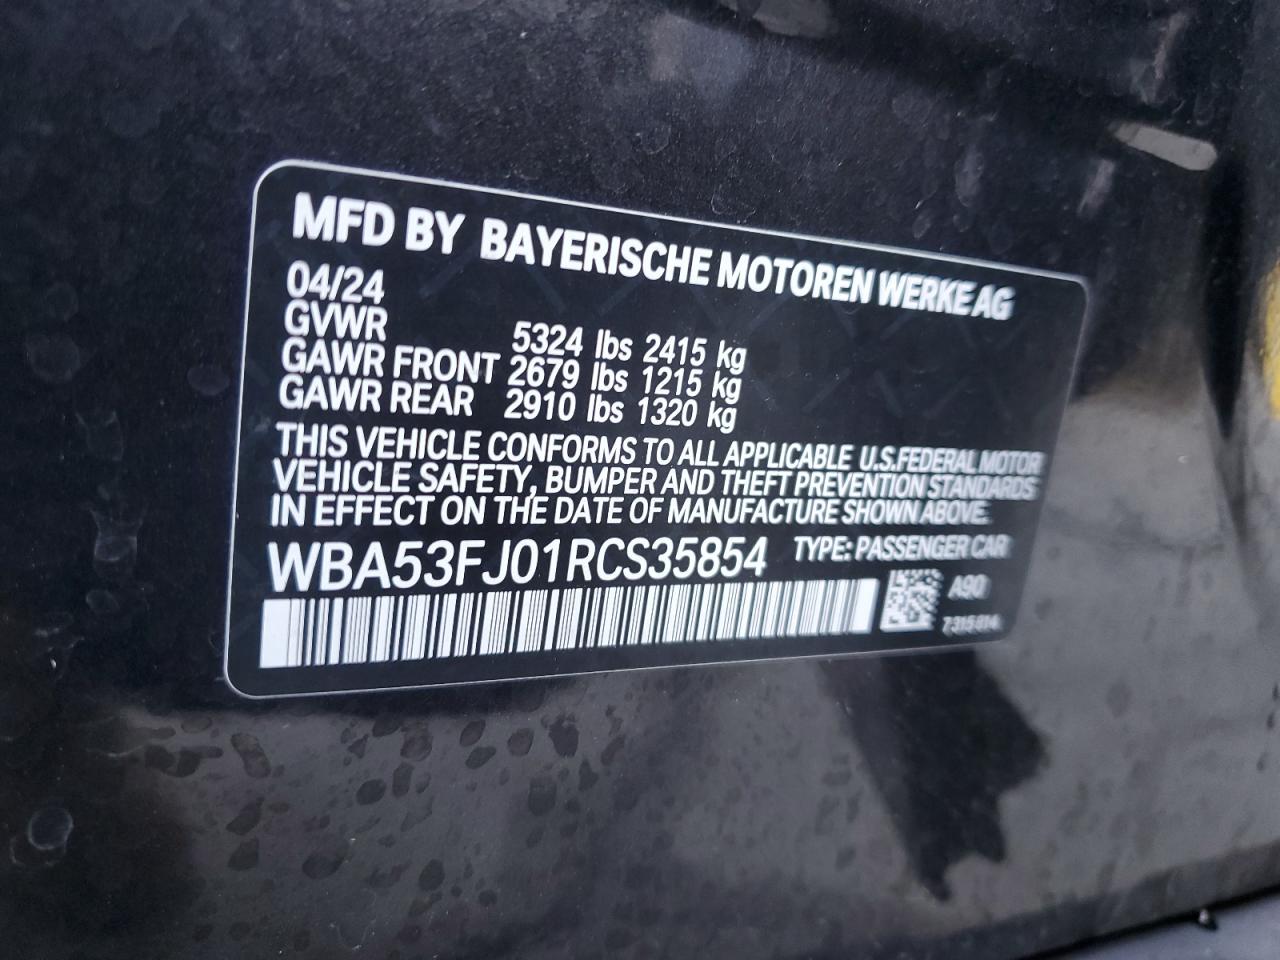 MFD BY BAYERISCHE MOTOREN WERKE AG
04/24
GVWR 5324 lbs 2415 kg
GAWR FRONT 2679 lbs 1215 kg
GAWR REAR 2910 lbs 1320 kg
THIS VEHICLE CONFORMS TO ALL APPLICABLE U.S.FEDERAL MOTOR
VEHICLE SAFETY, BUMPER AND THEFT PREVENTION STANDARDS
IN EFFECT ON THE DATE OF MANUFACTURE SHOWN ABOVE.
WBA53FJ01RCS35854 TYPE: PASSENGER CAR
A90